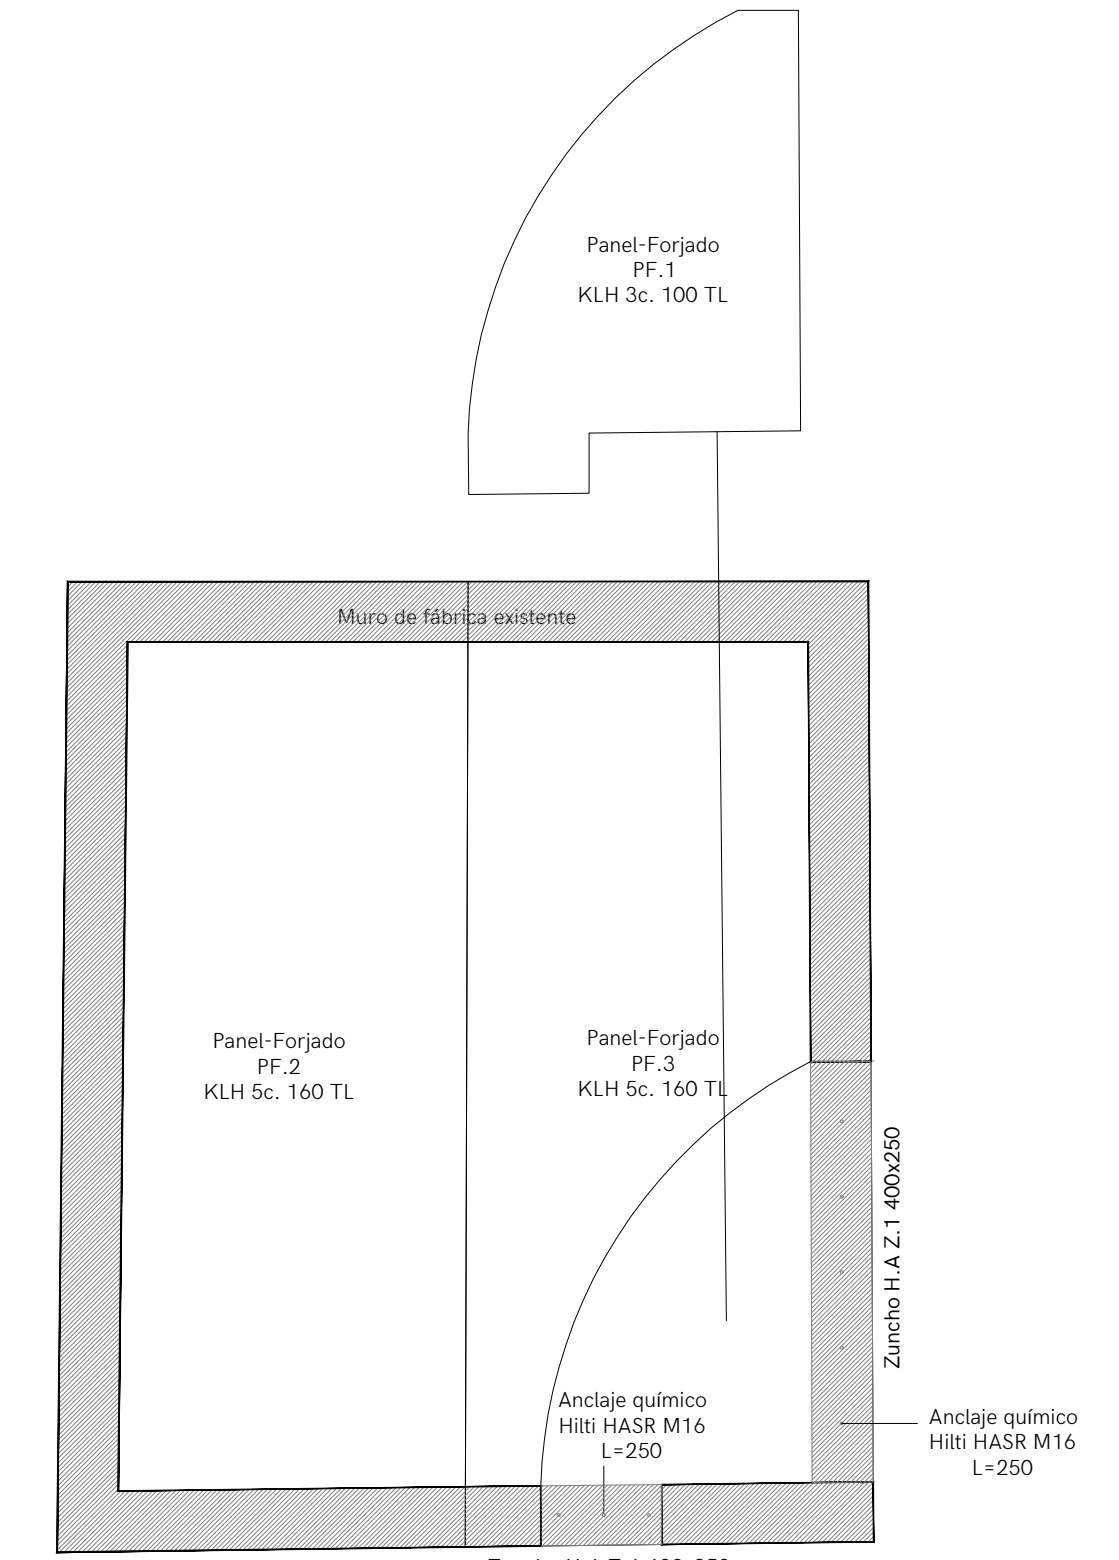 Panel-Forjado
PF.1
KLH 3c. 100 TL
Muro de fábrica existente
Panel-Forjado
PF.2
KLH 5c. 160 TL
Panel-Forjado
PF.3
KLH 5c. 160 TL
Zuncho H.A Z.1 400x250
Anclaje químico
Hilti HASR M16
L=250
Anclaje químico
Hilti HASR M16
L=250